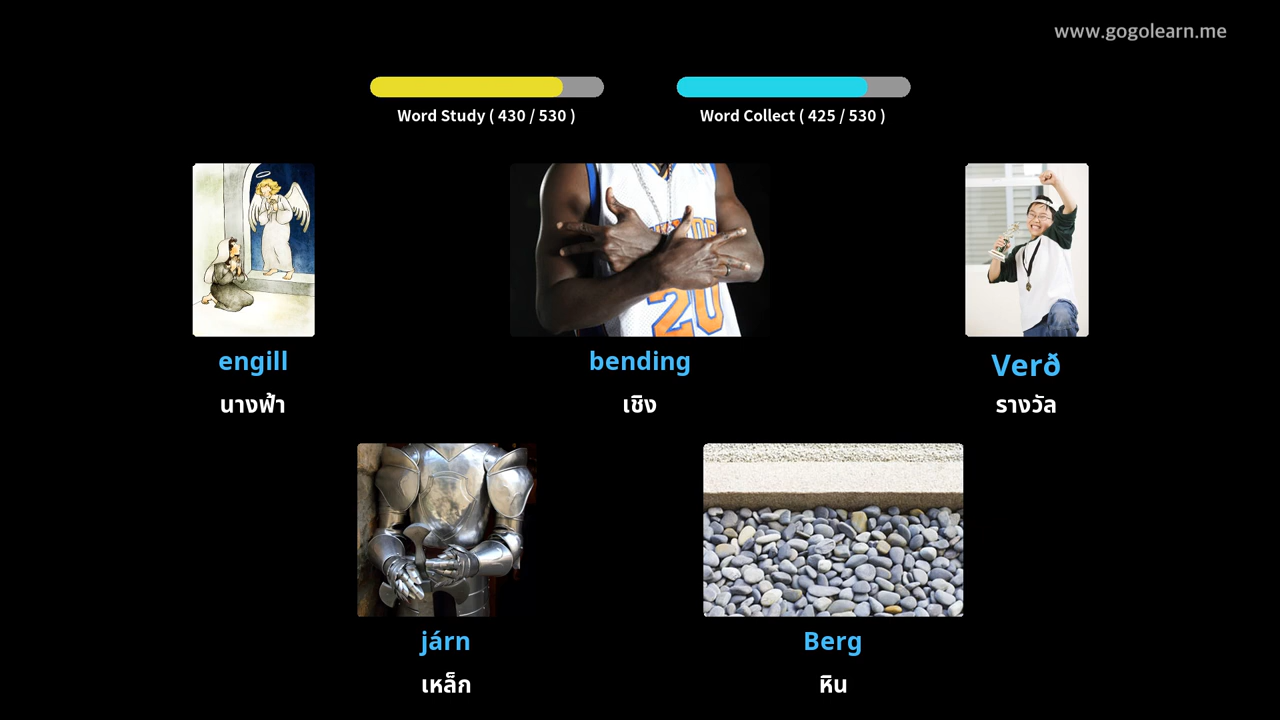 www.gogolearn.me
Word Study ( 430 / 530 )
Word Collect ( 425 / 530 )
20
engill
bending
Verð
นางฟ้า
เชิง
รางวัล
járn
Berg
เหล็ก
หิน